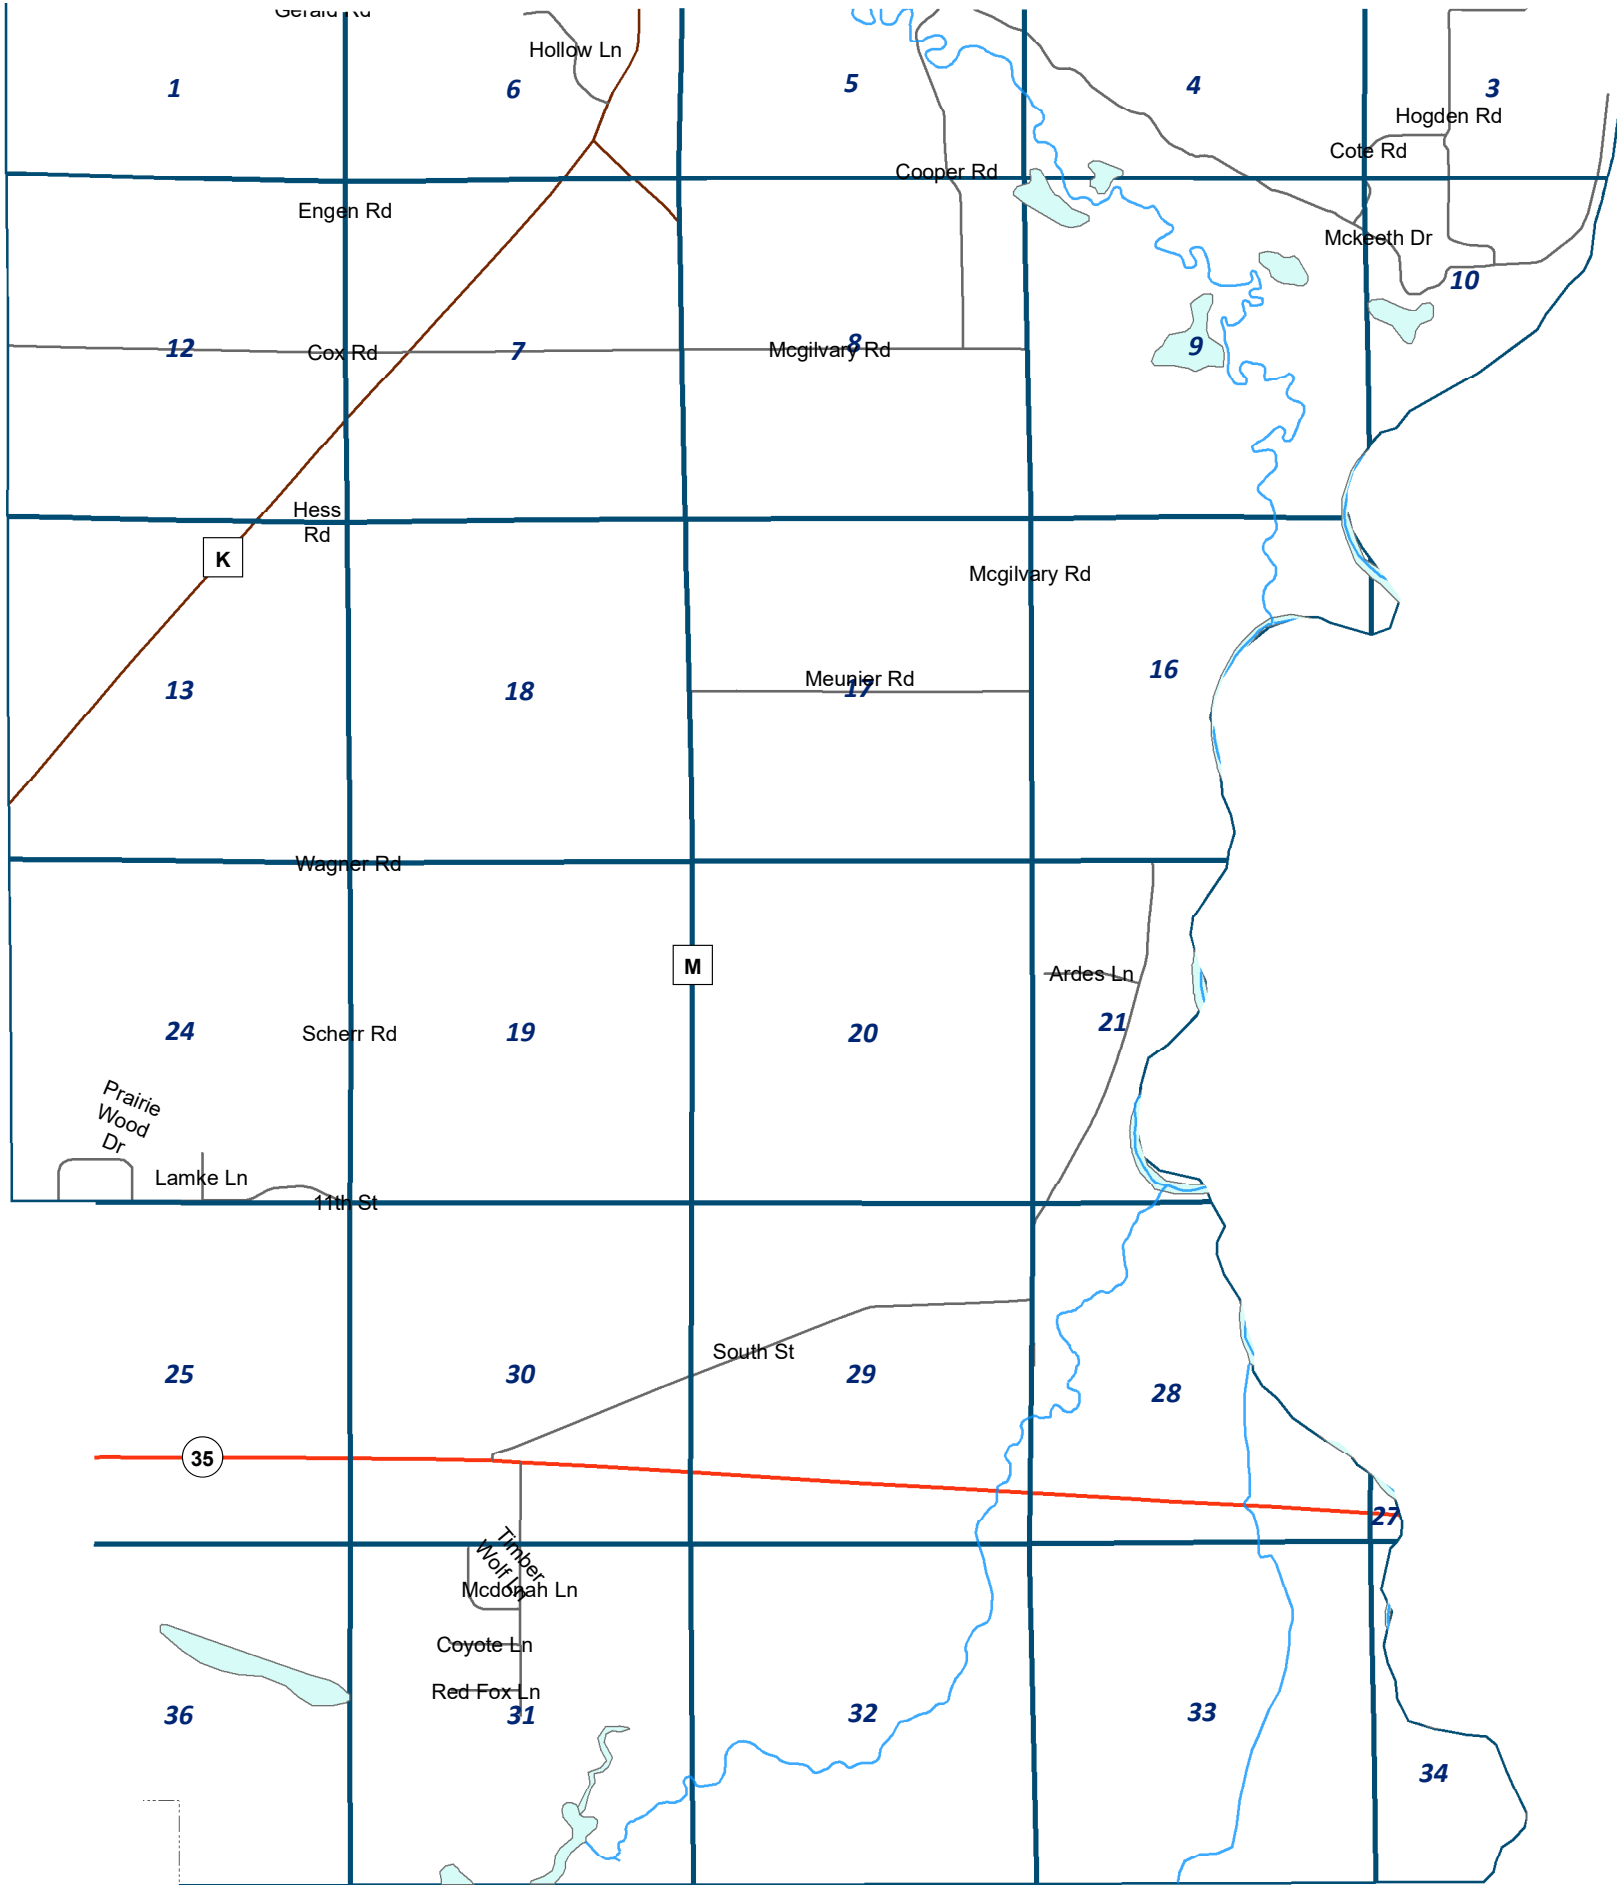 Gerald Rd
Hollow Ln
1
6
5
4
3
Hogden Rd
Cote Rd
Cooper Rd
Engen Rd
Mckeeth Dr
10
12
Cox Rd
7
8
Mcgilvary Rd
9
Hess
Rd
K
Mcgilvary Rd
13
18
Meunier Rd
17
16
Wagner Rd
M
Ardes Ln
24
Scherr Rd
19
20
21
Prairie
Wood
Dr
Lamke Ln
11th St
South St
25
30
29
28
35
27
Timber
Wolf Ln
Mcdonah Ln
Coyote Ln
Red Fox Ln
36
31
32
33
34